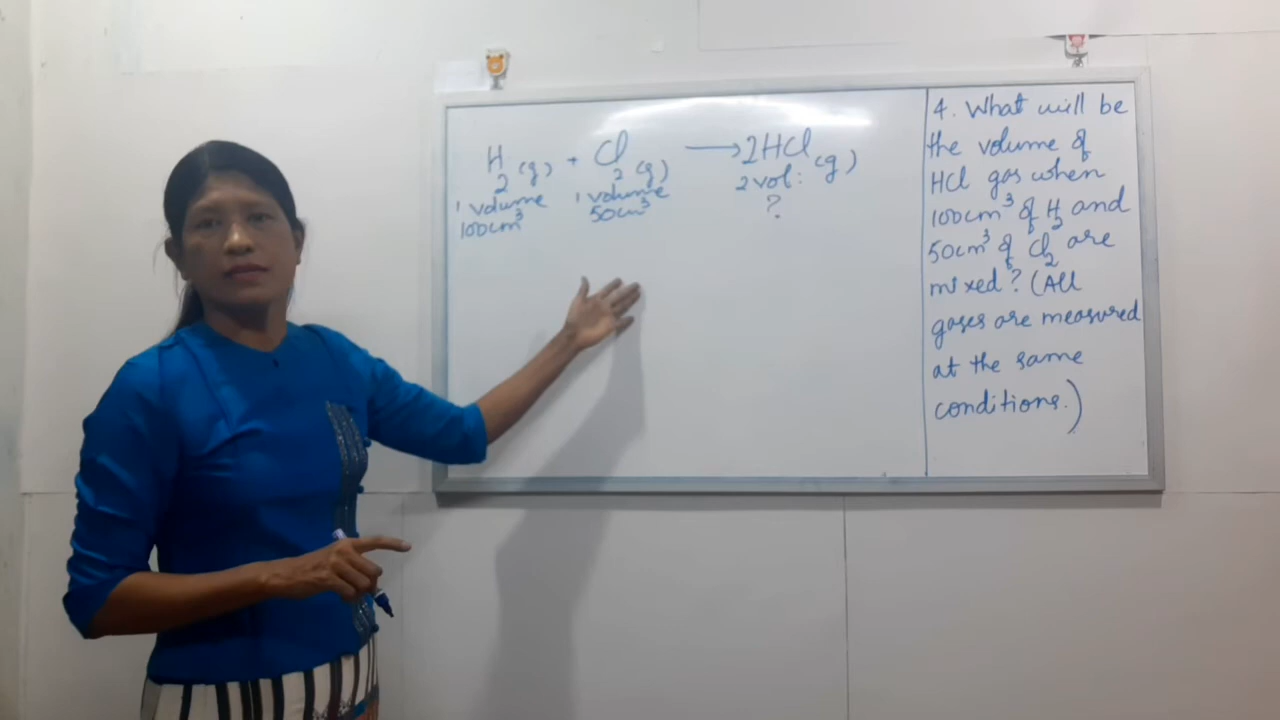 H₂(g) + Cl₂(g) ⟶ 2HCl(g)
1 volume 1 volume 2 vol:
100cm³ 50cm³ ?
4. What will be
the volume of
HCl gas when
100cm³ of H₂ and
50cm³ of Cl₂ are
mixed? (All
gases are measured
at the same
conditions.)